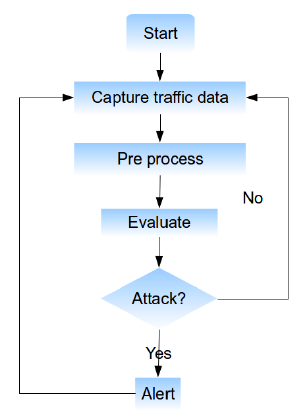 Start
Capture traffic data
Pre process
No
Evaluate
Attack?
Yes
Alert